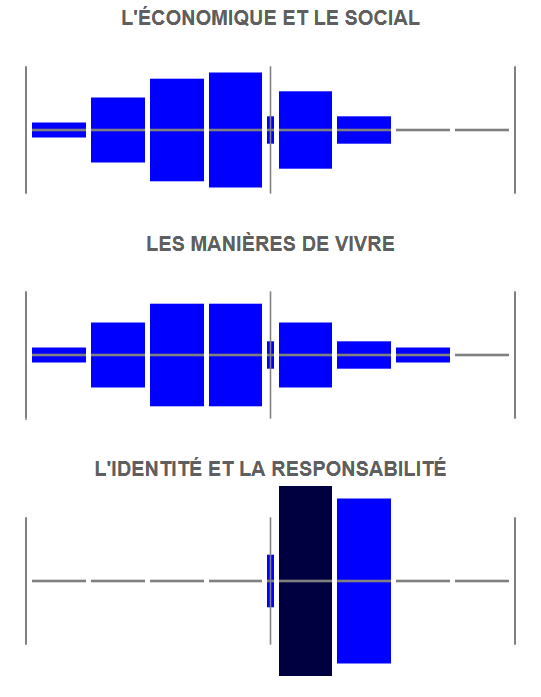 L'ÉCONOMIQUE ET LE SOCIAL
LES MANIÈRES DE VIVRE
L'IDENTITÉ ET LA RESPONSABILITÉ